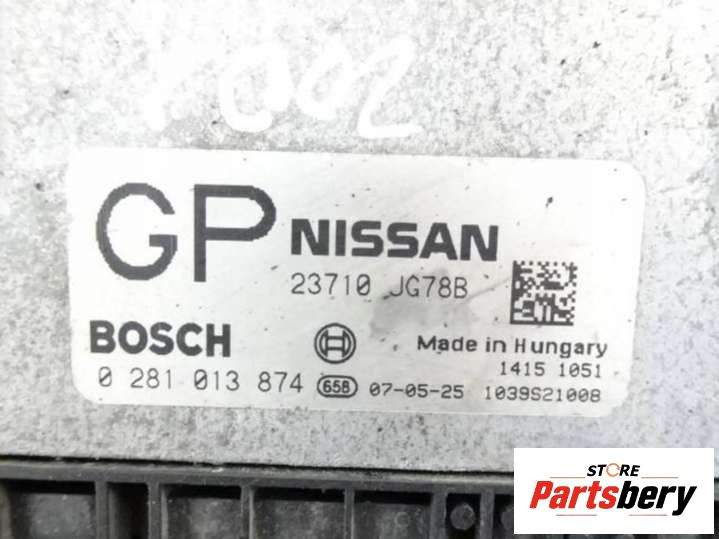 GP NISSAN
23710 JG78B
BOSCH Made in Hungary
1415 1051
0 281 013 874 658 07-05-25 1039S21008
STORE
Partsbery